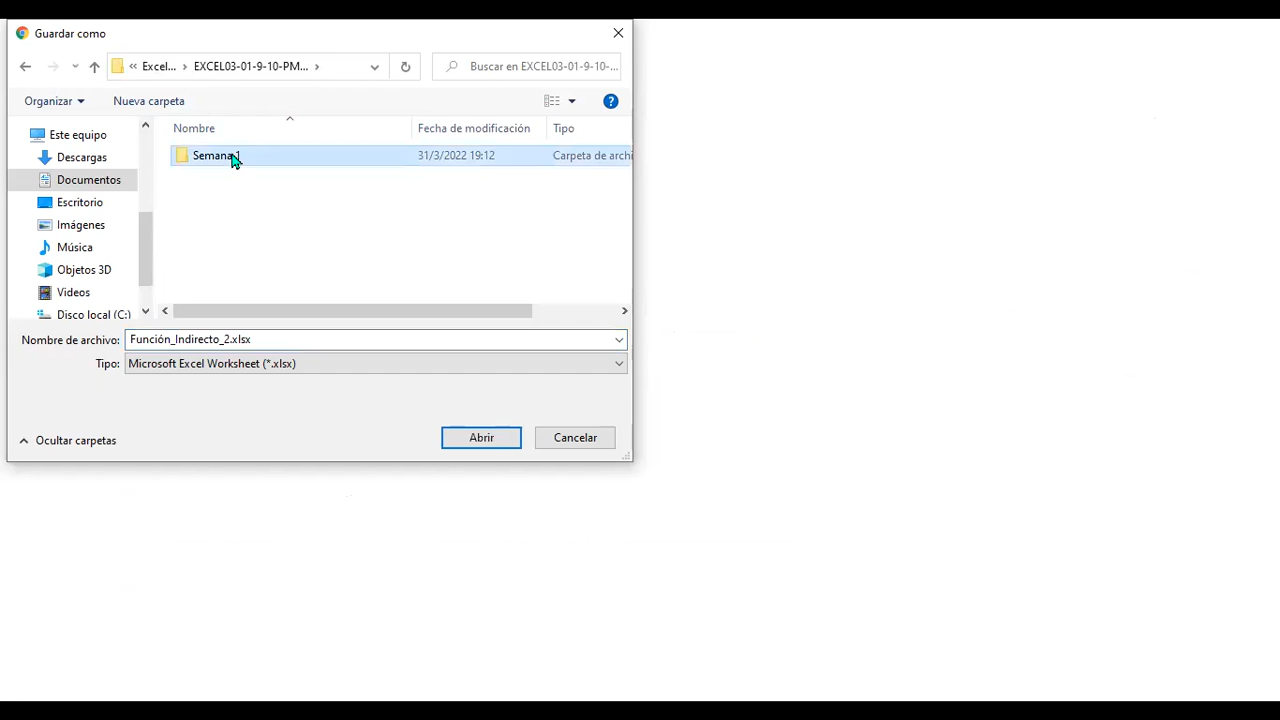 Guardar como
Excel... EXCEL03-01-9-10-PM... Buscar en EXCEL03-01-9-10-...
Organizar Nueva carpeta ?
Este equipo
Descargas
Documentos
Escritorio
Imágenes
Música
Objetos 3D
Videos
Disco local (C:)
Nombre Fecha de modificación Tipo
Semana 1 31/3/2022 19:12 Carpeta de archi
Nombre de archivo: Función_Indirecto_2.xlsx
Tipo: Microsoft Excel Worksheet (*.xlsx)
Ocultar carpetas Abrir Cancelar